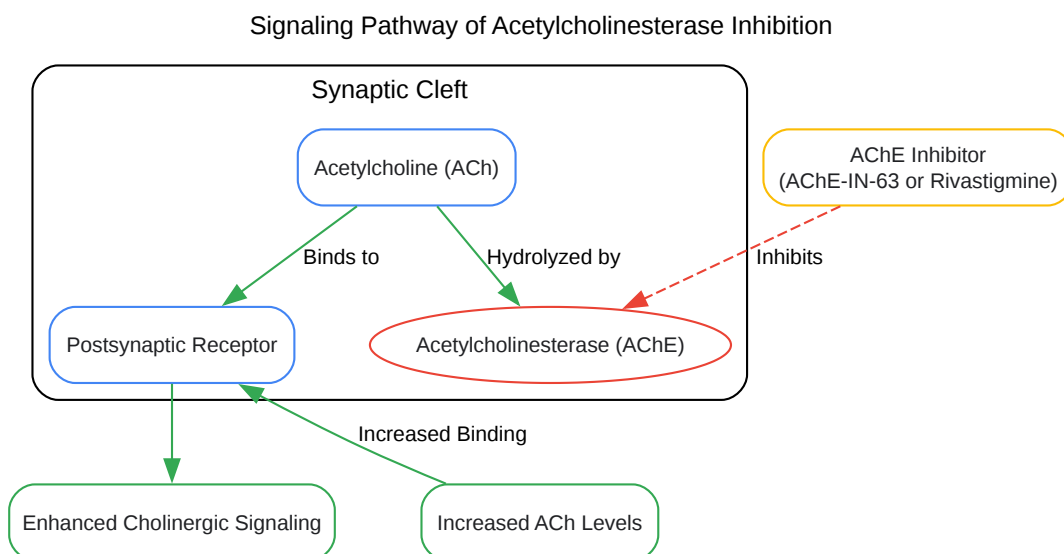 Signaling Pathway of Acetylcholinesterase Inhibition
Synaptic Cleft
Acetylcholine (ACh)
AChE Inhibitor
(AChE-IN-63 or Rivastigmine)
Binds to
Hydrolyzed by
Inhibits
Postsynaptic Receptor
Acetylcholinesterase (AChE)
Increased Binding
Enhanced Cholinergic Signaling
Increased ACh Levels